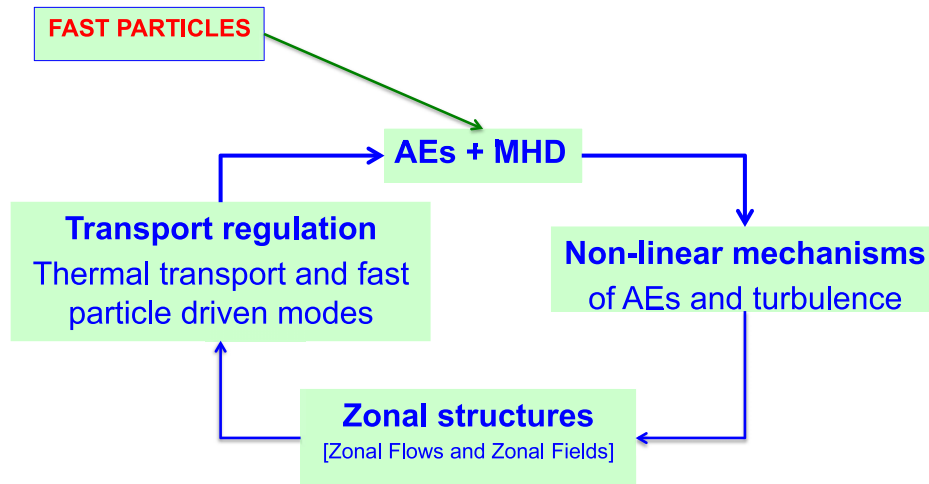 FAST PARTICLES
AEs + MHD
Transport regulation
Thermal transport and fast
particle driven modes
Non-linear mechanisms
of AEs and turbulence
Zonal structures
[Zonal Flows and Zonal Fields]